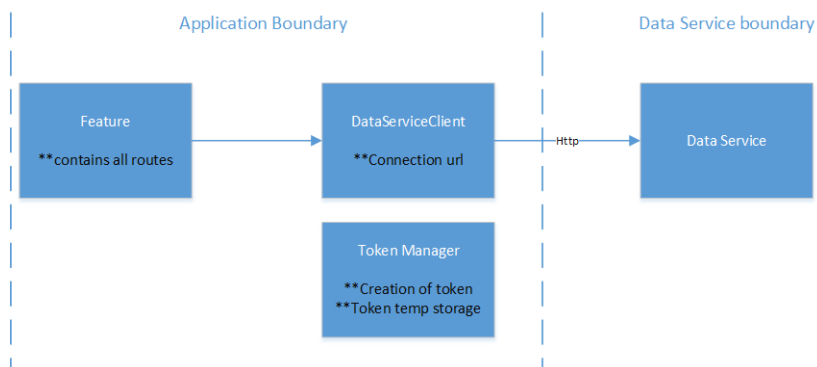 Application Boundary
Data Service boundary
Feature
**contains all routes
DataServiceClient
**Connection url
Http
Data Service
Token Manager
**Creation of token
**Token temp storage